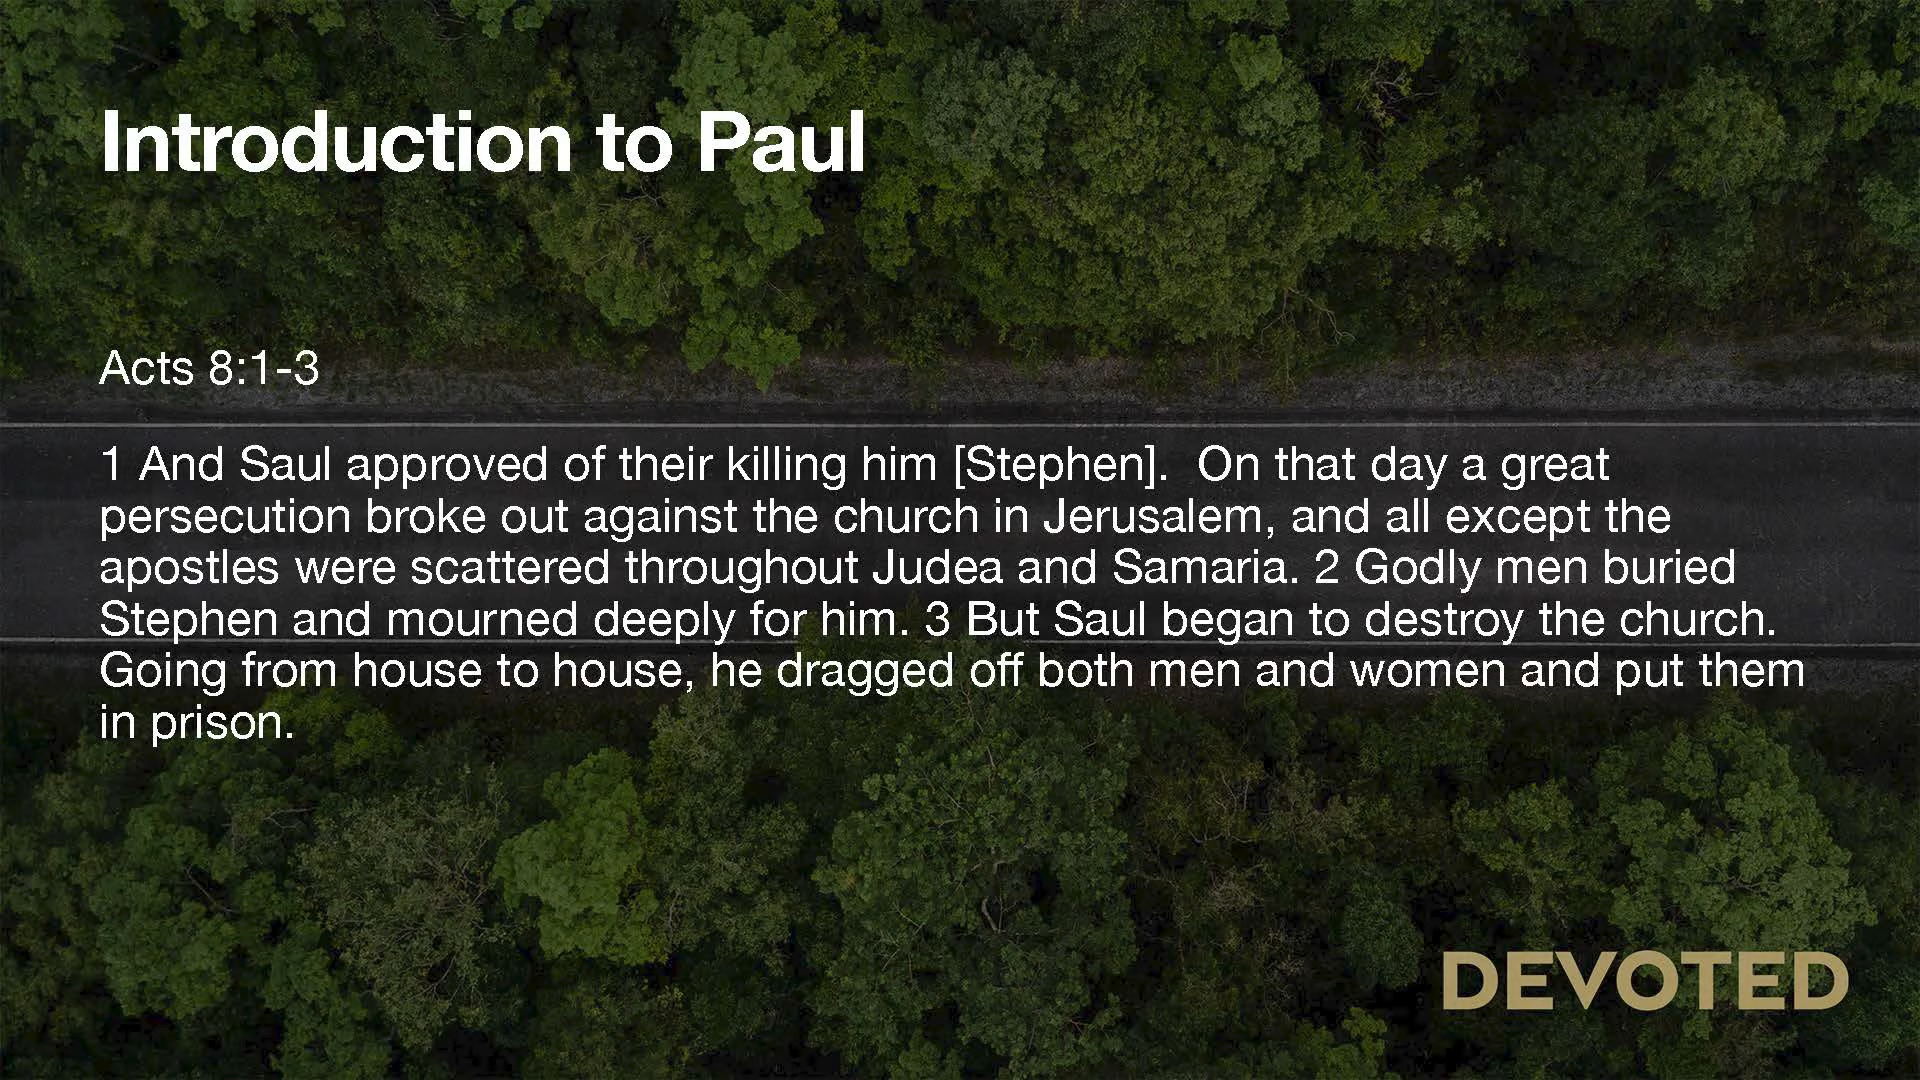 Introduction to Paul
Acts 8:1-3
1 And Saul approved of their killing him [Stephen].  On that day a great
persecution broke out against the church in Jerusalem, and all except the
apostles were scattered throughout Judea and Samaria. 2 Godly men buried
Stephen and mourned deeply for him. 3 But Saul began to destroy the church.
Going from house to house, he dragged off both men and women and put them
in prison.
DEVOTED